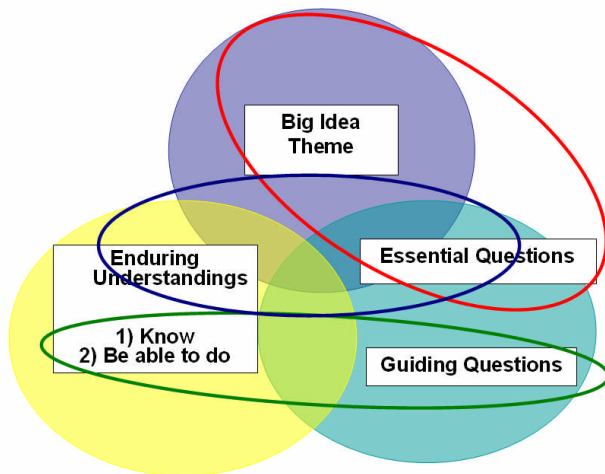 Big Idea
Theme
Enduring
Understandings
Essential Questions
1) Know
2) Be able to do
Guiding Questions